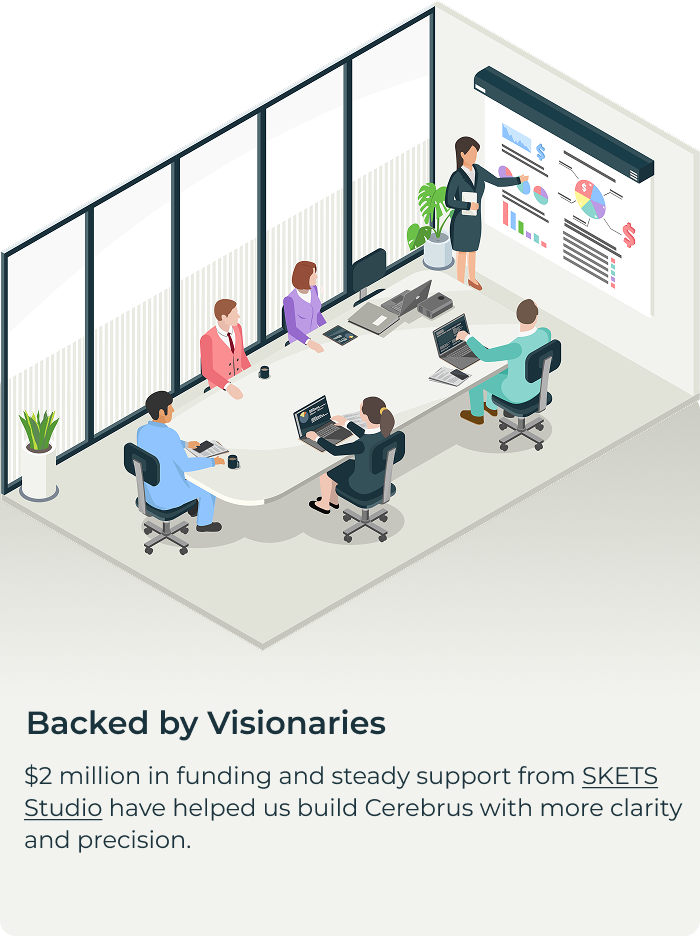 Backed by Visionaries
$2 million in funding and steady support from SKETS
Studio have helped us build Cerebrus with more clarity
and precision.